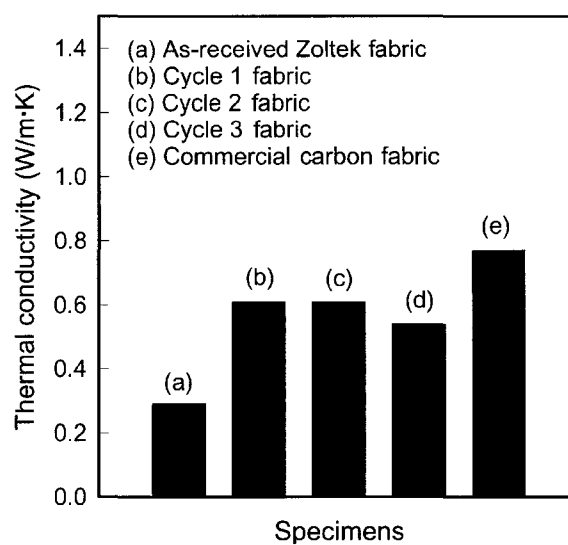 Thermal conductivity (W/m·K)
1.4
1.2
1.0
0.8
0.6
0.4
0.2
0.0
(a) As-received Zoltek fabric
(b) Cycle 1 fabric
(c) Cycle 2 fabric
(d) Cycle 3 fabric
(e) Commercial carbon fabric
(a)
(b)
(c)
(d)
(e)
Specimens